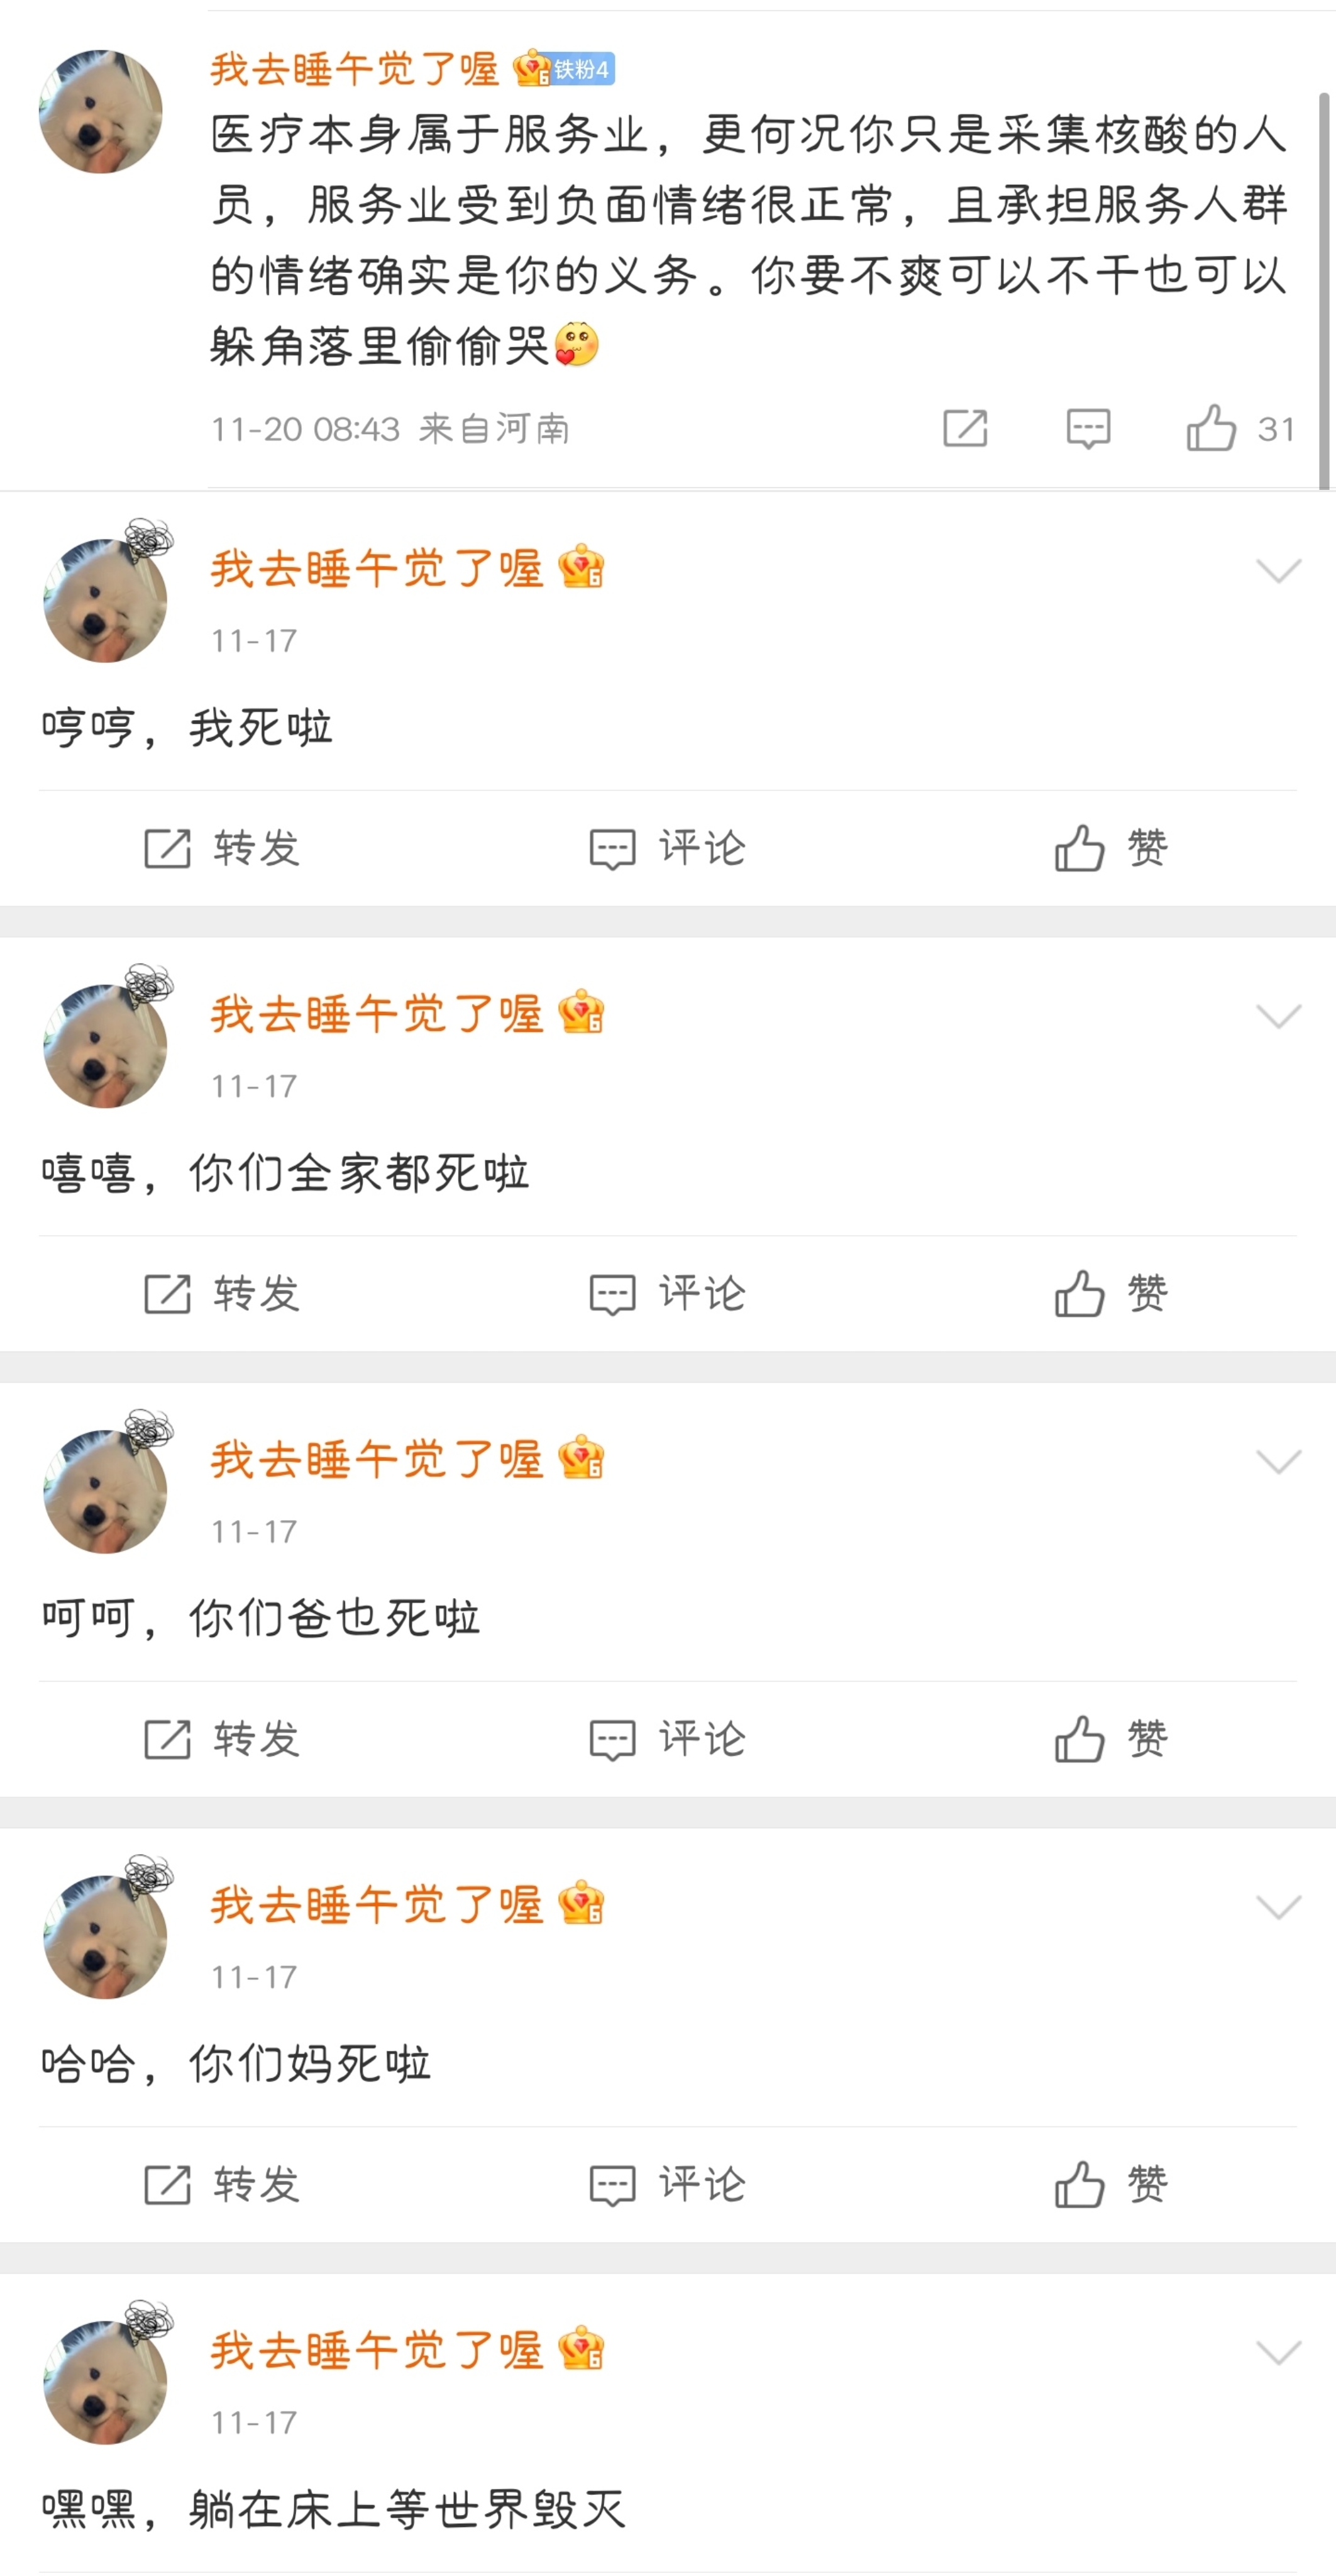 我去睡午觉了喔 6 铁粉4
医疗本身属于服务业，更何况你只是采集核酸的人
员，服务业受到负面情绪很正常，且承担服务人群
的情绪确实是你的义务。你要不爽可以不干也可以
躲角落里偷偷哭
11-20 08:43 来自河南 31
我去睡午觉了喔 6
11-17
哼哼，我死啦
转发 评论 赞
我去睡午觉了喔 6
11-17
嘻嘻，你们全家都死啦
转发 评论 赞
我去睡午觉了喔 6
11-17
呵呵，你们爸也死啦
转发 评论 赞
我去睡午觉了喔 6
11-17
哈哈，你们妈死啦
转发 评论 赞
我去睡午觉了喔 6
11-17
嘿嘿，躺在床上等世界毁灭